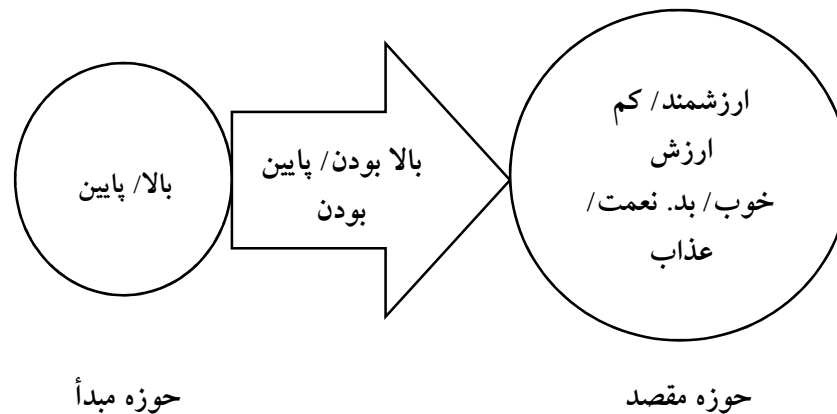 بالا/ پایین
بالا بودن/ پایین
بودن
ارزشمند/ کم
ارزش
خوب/ بد. نعمت/
عذاب
حوزه مبدأ
حوزه مقصد